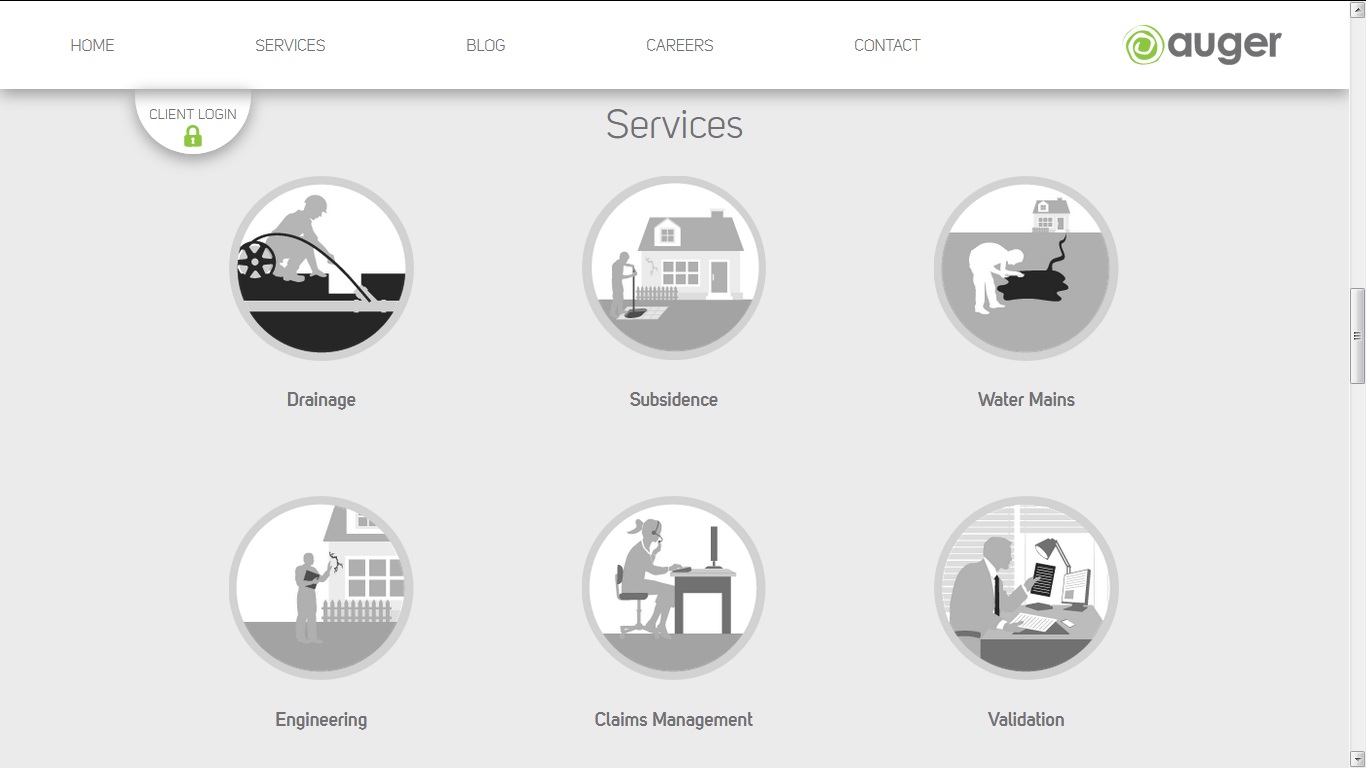 HOME
SERVICES
BLOG
CAREERS
CONTACT
auger
CLIENT LOGIN
Services
Drainage
Subsidence
Water Mains
Engineering
Claims Management
Validation